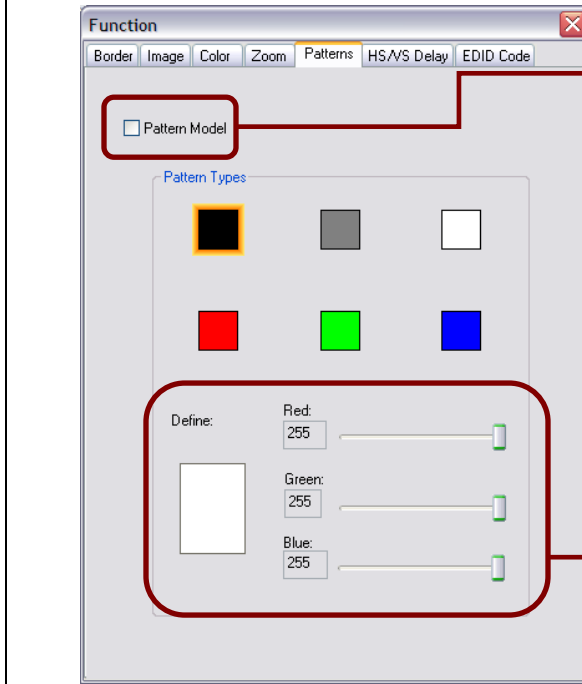 Function
Border Image Color Zoom Patterns HS/VS Delay EDID Code
Pattern Model
Pattern Types
Define:
Red:
255
Green:
255
Blue:
255